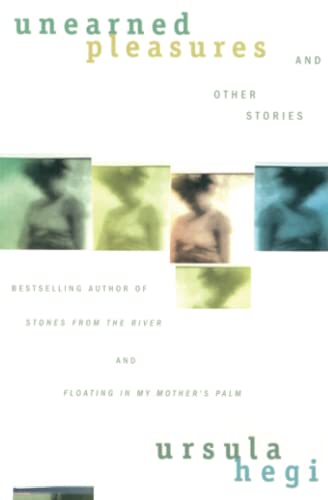 unearned
pleasures AND
OTHER
STORIES
BESTSELLING AUTHOR OF
STONES FROM THE RIVER
AND
FLOATING IN MY MOTHER'S PALM
ursula
hegi